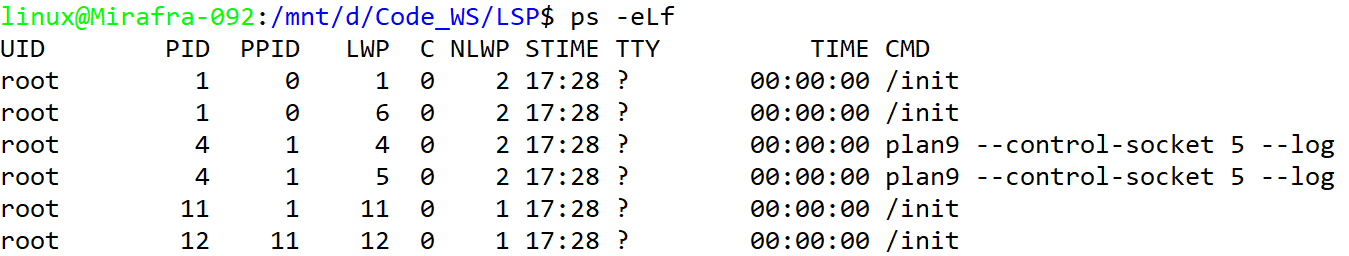 linux@Mirafra-092:/mnt/d/Code_WS/LSP$ ps -eLf
UID        PID  PPID   LWP  C NLWP STIME TTY          TIME CMD
root         1     0     1  0    2 17:28 ?        00:00:00 /init
root         1     0     6  0    2 17:28 ?        00:00:00 /init
root         4     1     4  0    2 17:28 ?        00:00:00 plan9 --control-socket 5 --log
root         4     1     5  0    2 17:28 ?        00:00:00 plan9 --control-socket 5 --log
root        11     1    11  0    1 17:28 ?        00:00:00 /init
root        12    11    12  0    1 17:28 ?        00:00:00 /init